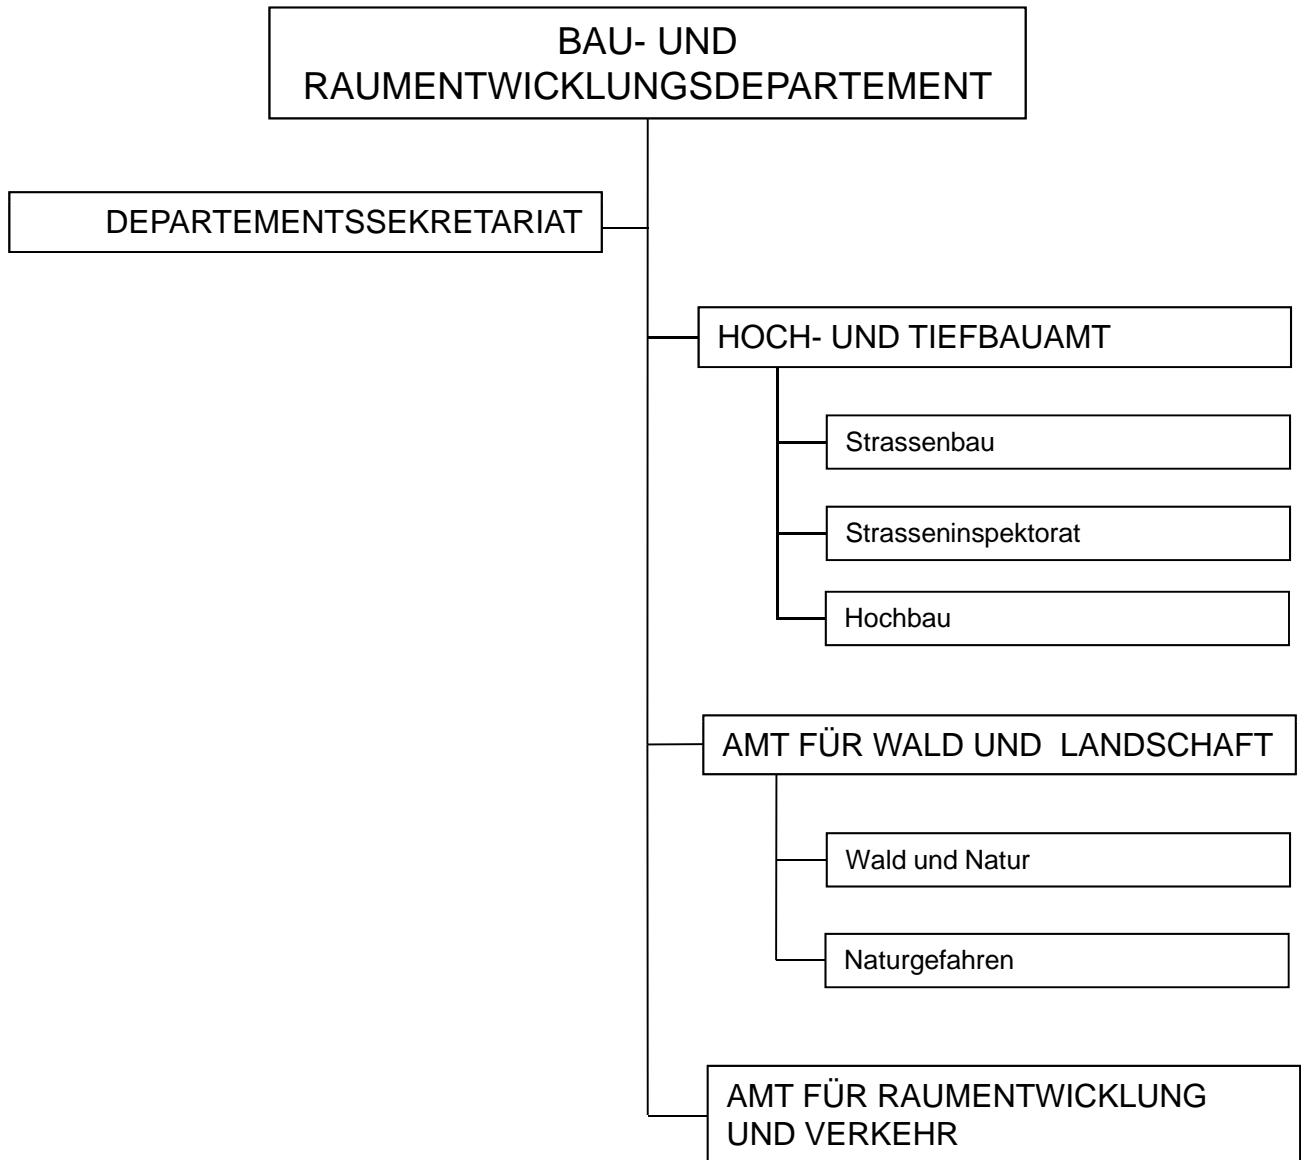 BAU- UND
RAUMENTWICKLUNGSDEPARTEMENT
DEPARTEMENTSSEKRETARIAT
HOCH- UND TIEFBAUAMT
Strassenbau
Strasseninspektorat
Hochbau
AMT FÜR WALD UND LANDSCHAFT
Wald und Natur
Naturgefahren
AMT FÜR RAUMENTWICKLUNG
UND VERKEHR